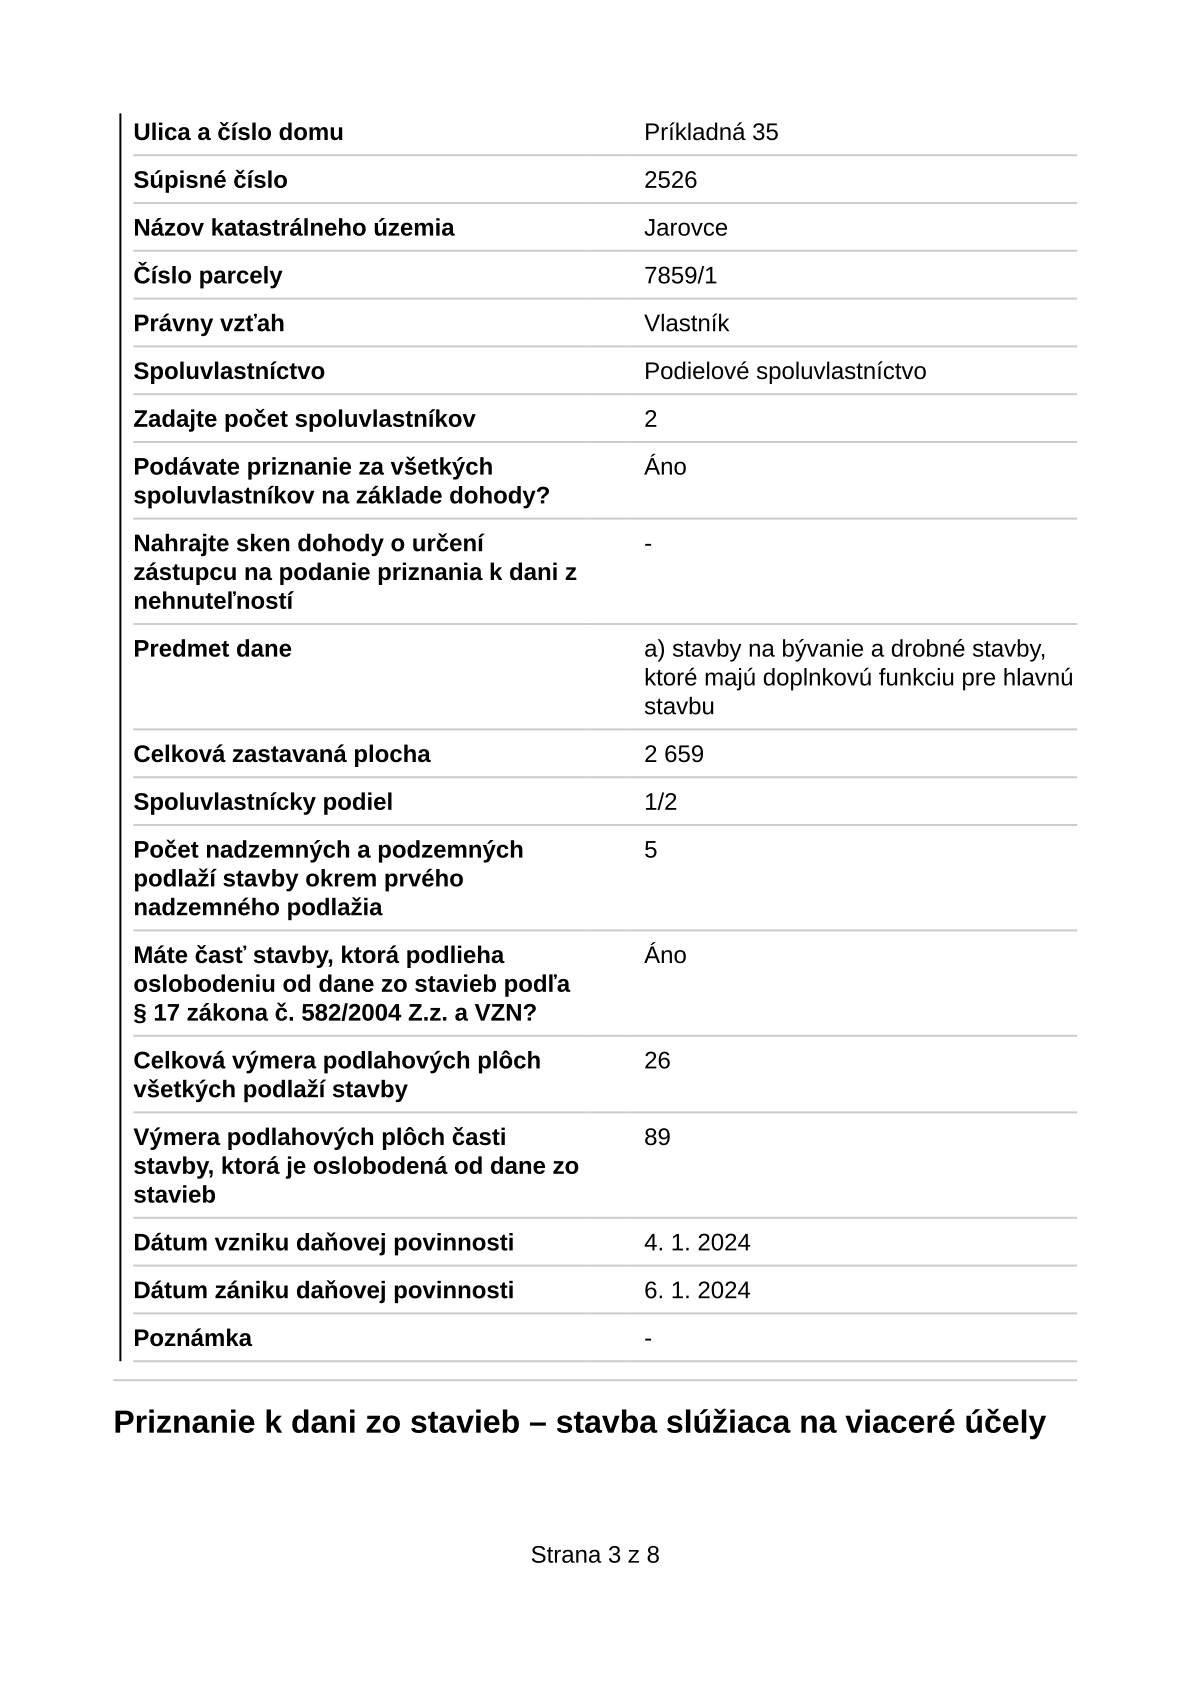 Ulica a číslo domu Príkladná 35
Súpisné číslo 2526
Názov katastrálneho územia Jarovce
Číslo parcely 7859/1
Právny vzťah Vlastník
Spoluvlastníctvo Podielové spoluvlastníctvo
Zadajte počet spoluvlastníkov 2
Podávate priznanie za všetkých Áno
spoluvlastníkov na základe dohody?
Nahrajte sken dohody o určení -
zástupcu na podanie priznania k dani z
nehnuteľností
Predmet dane a) stavby na bývanie a drobné stavby,
ktoré majú doplnkovú funkciu pre hlavnú
stavbu
Celková zastavaná plocha 2 659
Spoluvlastnícky podiel 1/2
Počet nadzemných a podzemných 5
podlaží stavby okrem prvého
nadzemného podlažia
Máte časť stavby, ktorá podlieha Áno
oslobodeniu od dane zo stavieb podľa
§ 17 zákona č. 582/2004 Z.z. a VZN?
Celková výmera podlahových plôch 26
všetkých podlaží stavby
Výmera podlahových plôch časti 89
stavby, ktorá je oslobodená od dane zo
stavieb
Dátum vzniku daňovej povinnosti 4. 1. 2024
Dátum zániku daňovej povinnosti 6. 1. 2024
Poznámka -
Priznanie k dani zo stavieb – stavba slúžiaca na viaceré účely
Strana 3 z 8